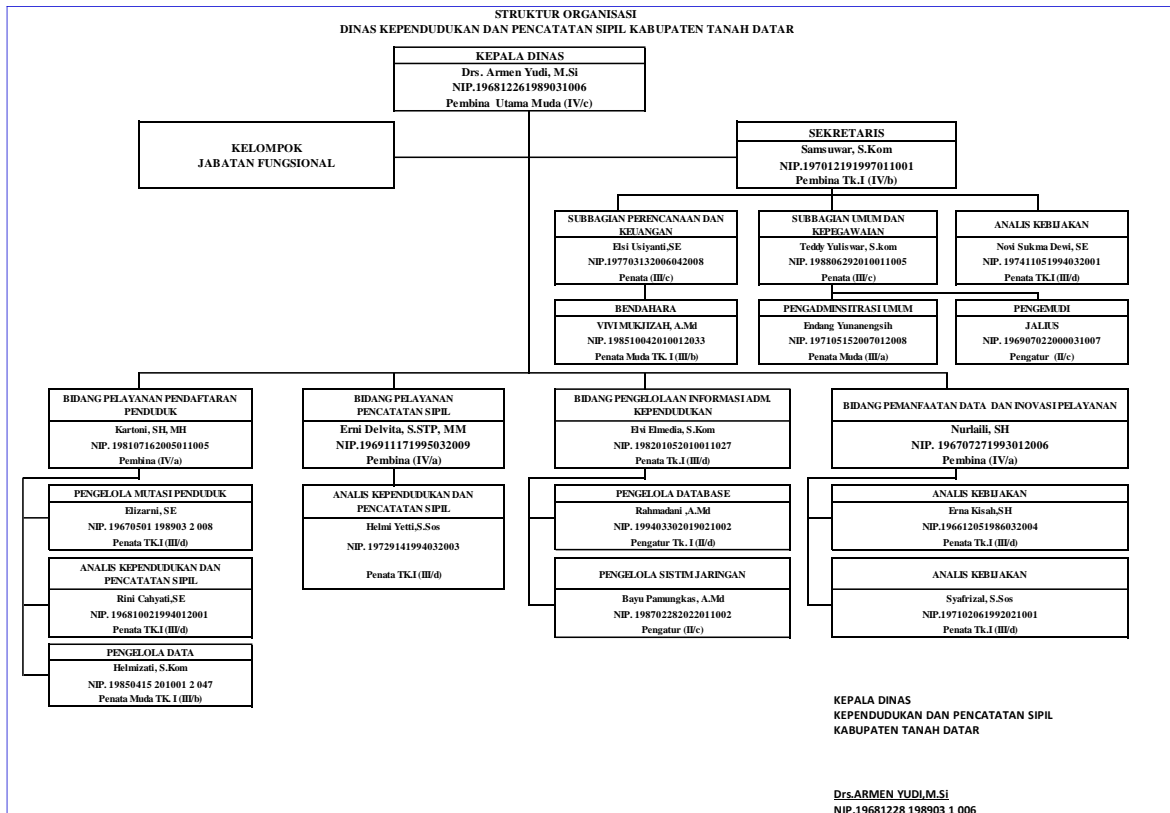 STRUKTUR ORGANISASI
DINAS KEPENDUDUKAN DAN PENCATATAN SIPIL KABUPATEN TANAH DATAR
KEPALA DINAS
Drs. Armen Yudi, M.Si
NIP.196812261989031006
Pembina Utama Muda (IV/c)
KELOMPOK
JABATAN FUNGSIONAL
SEKRETARIS
Samsuwar, S.Kom
NIP.197012191997011001
Pembina Tk.I (IV/b)
SUBBAGIAN PERENCANAAN DAN
KEUANGAN
Elsi Usiyanti,SE
NIP.197703132006042008
Penata (III/c)
SUBBAGIAN UMUM DAN
KEPEGAWAIAN
Teddy Yuliswar, S.kom
NIP. 198806292010011005
Penata (III/c)
ANALIS KEBIJAKAN
Novi Sukma Dewi, SE
NIP. 197411051994032001
Penata TK.I (III/d)
BENDAHARA
VIVI MUKJIZAH, A.Md
NIP. 198510042010012033
Penata Muda TK. I (III/b)
PENGADMINSITRASI UMUM
Endang Yunanengsih
NIP. 197105152007012008
Penata Muda (III/a)
PENGEMUDI
JALIUS
NIP. 196907022000031007
Pengatur (II/c)
BIDANG PELAYANAN PENDAFTARAN
PENDUDUK
Kartoni, SH, MH
NIP. 198107162005011005
Pembina (IV/a)
BIDANG PELAYANAN
PENCATATAN SIPIL
Erni Delvita, S.STP, MM
NIP.196911171995032009
Pembina (IV/a)
BIDANG PENGELOLAAN INFORMASI ADM.
KEPENDUDUKAN
Elvi Elmedia, S.Kom
NIP. 198201052010011027
Penata Tk.I (III/d)
BIDANG PEMANFAATAN DATA DAN INOVASI PELAYANAN
Nurlaili, SH
NIP. 196707271993012006
Pembina (IV/a)
PENGELOLA MUTASI PENDUDUK
Elizarni, SE
NIP. 19670501 198903 2 008
Penata TK.I (III/d)
ANALIS KEPENDUDUKAN DAN
PENCATATAN SIPIL
Rini Cahyati,SE
NIP. 196810021994012001
Penata TK.I (III/d)
PENGELOLA DATA
Helmizati, S.Kom
NIP. 19850415 201001 2 047
Penata Muda TK. I (III/b)
ANALIS KEPENDUDUKAN DAN
PENCATATAN SIPIL
Helmi Yetti,S.Sos
NIP. 19729141994032003
Penata TK.I (III/d)
PENGELOLA DATABASE
Rahmadani ,A.Md
NIP. 199403302019021002
Pengatur Tk. I (II/d)
PENGELOLA SISTIM JARINGAN
Bayu Pamungkas, A.Md
NIP. 198702282022011002
Pengatur (II/c)
ANALIS KEBIJAKAN
Erna Kisah,SH
NIP.196612051986032004
Penata Tk.I (III/d)
ANALIS KEBIJAKAN
Syafrizal, S.Sos
NIP.197102061992021001
Penata Tk.I (III/d)
KEPALA DINAS
KEPENDUDUKAN DAN PENCATATAN SIPIL
KABUPATEN TANAH DATAR
Drs.ARMEN YUDI,M.Si
NIP.19681228 198903 1 006